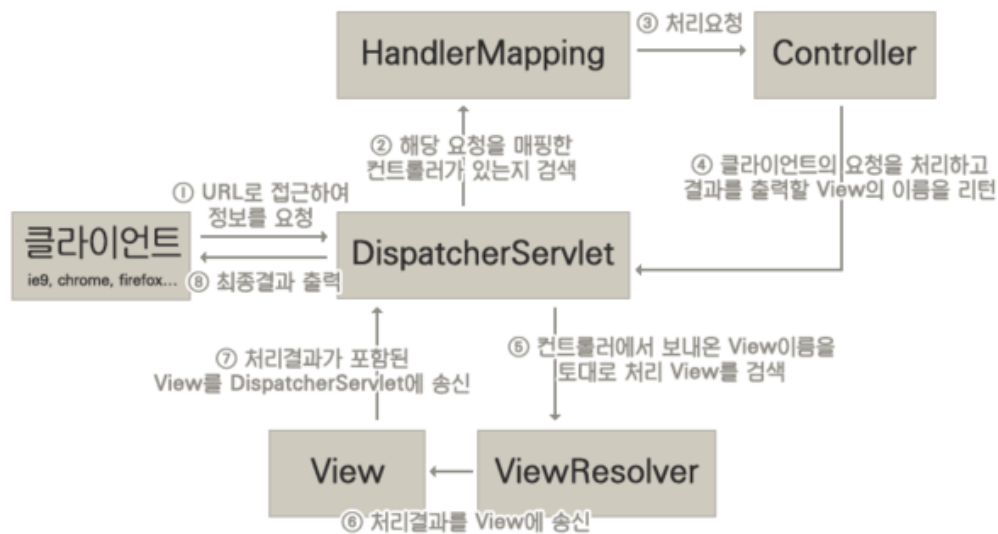 HandlerMapping
③ 처리요청
Controller
② 해당 요청을 매핑한
컨트롤러가 있는지 검색
④ 클라이언트의 요청을 처리하고
결과를 출력할 View의 이름을 리턴
① URL로 접근하여
정보를 요청
클라이언트
ie9, chrome, firefox...
DispatcherServlet
⑧ 최종결과 출력
⑦ 처리결과가 포함된
View를 DispatcherServlet에 송신
⑤ 컨트롤러에서 보내온 View이름을
토대로 처리 View를 검색
View
ViewResolver
⑥ 처리결과를 View에 송신